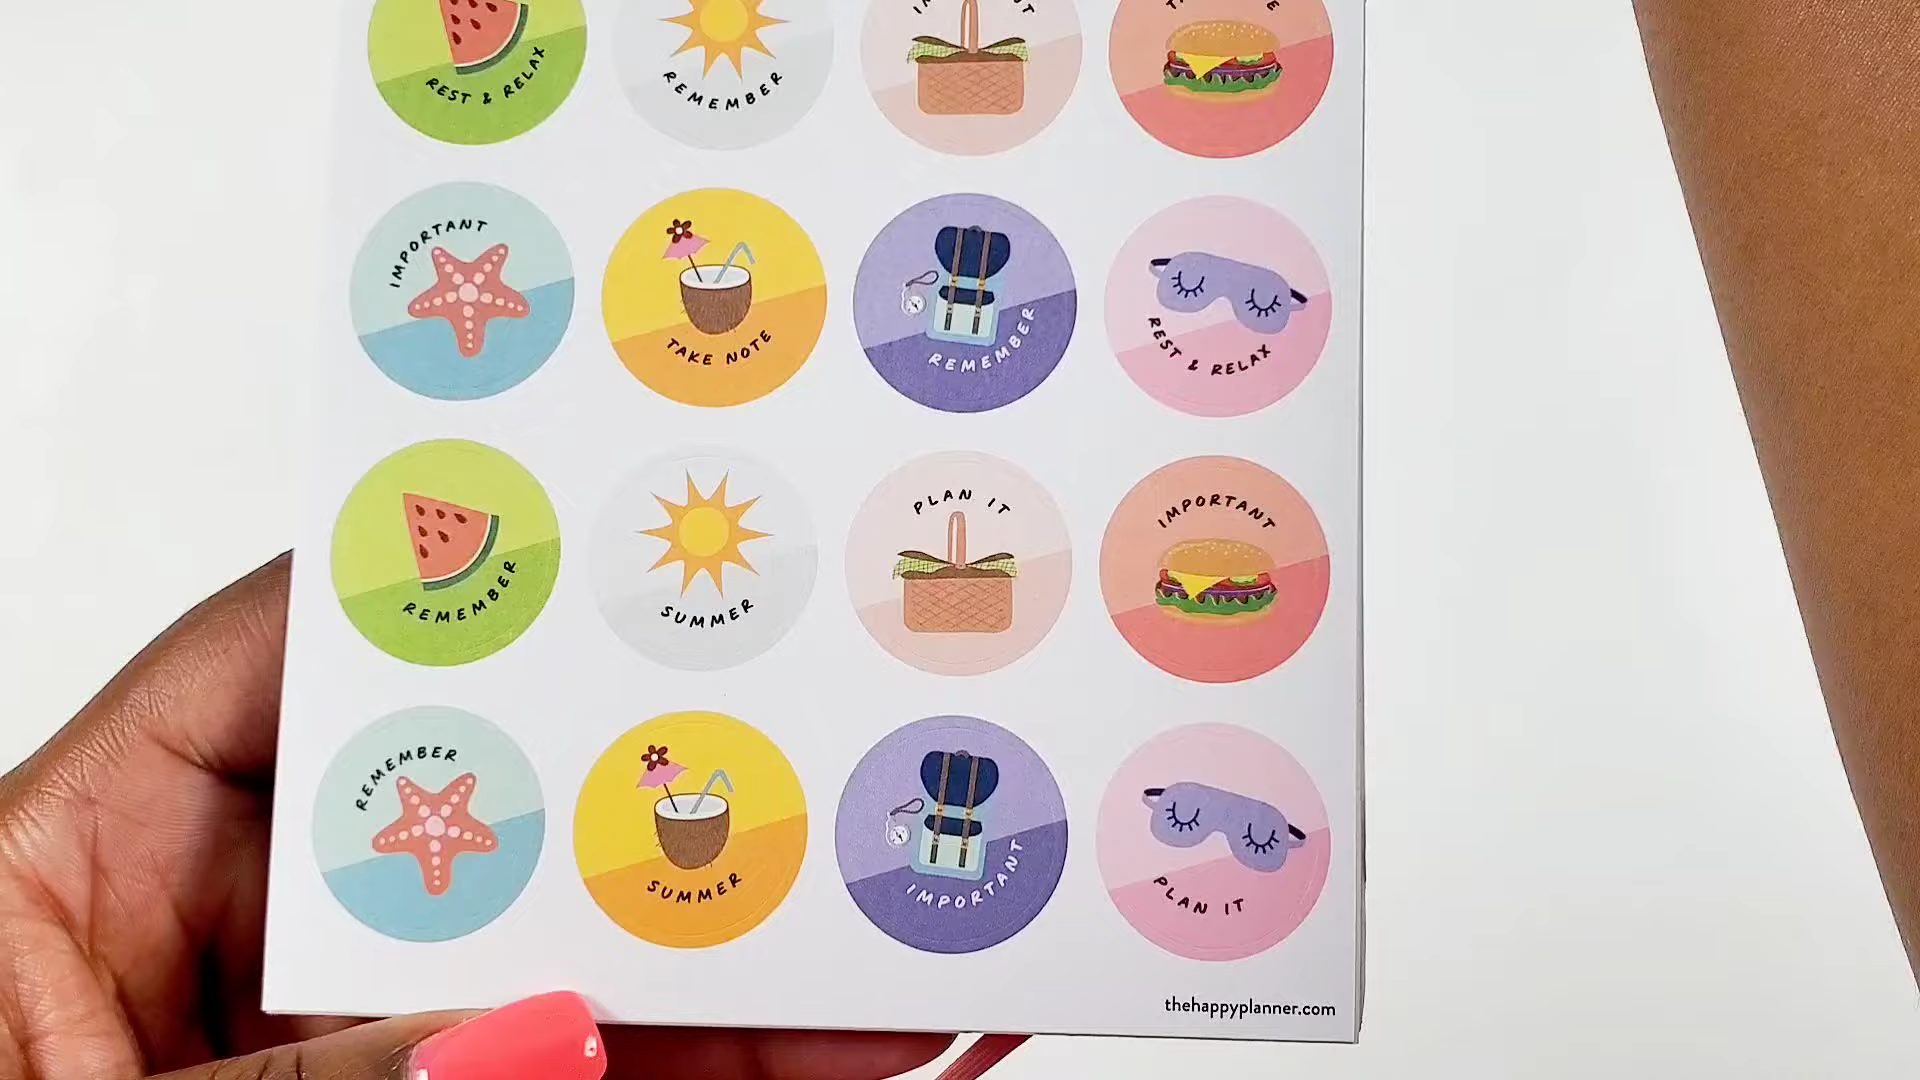 REST & RELAX
REMEMBER
IMPORTANT
TAKE NOTE
REMEMBER
REST & RELAX
REMEMBER
SUMMER
PLAN IT
IMPORTANT
REMEMBER
SUMMER
IMPORTANT
PLAN IT
thehappyplanner.com